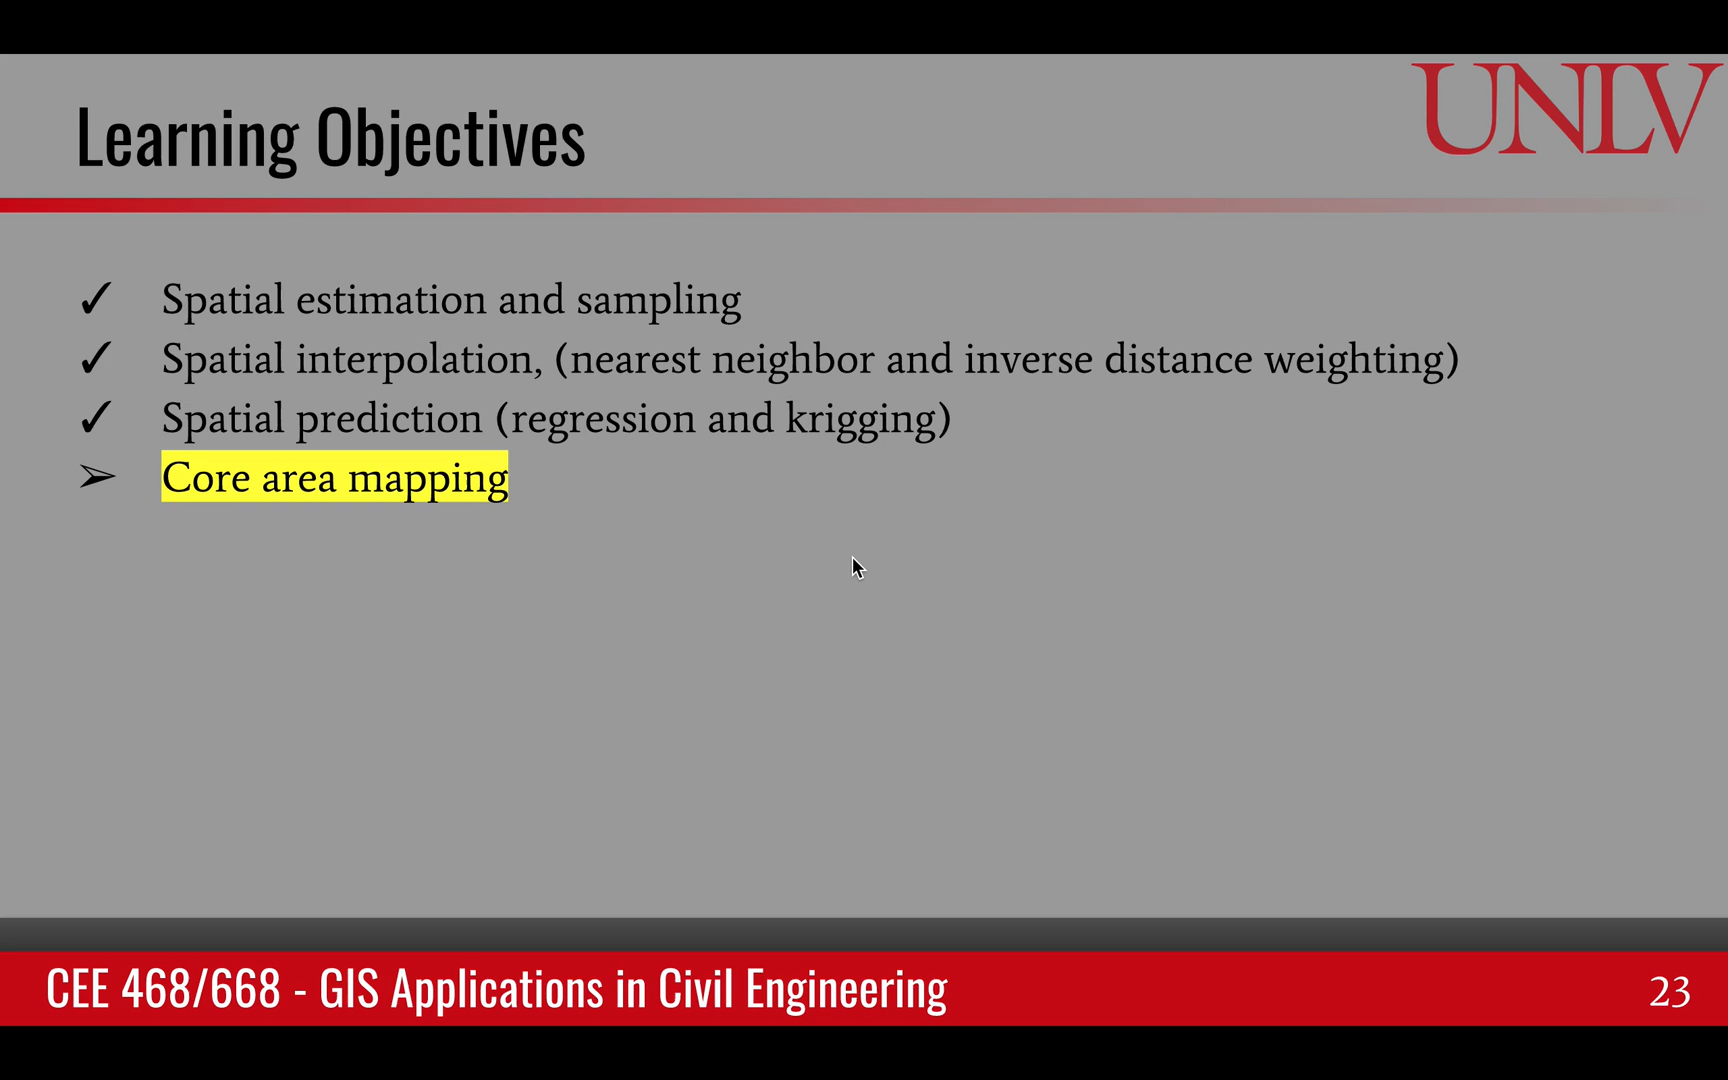 UNLV
Learning Objectives
✓ Spatial estimation and sampling
✓ Spatial interpolation, (nearest neighbor and inverse distance weighting)
✓ Spatial prediction (regression and krigging)
➢ Core area mapping
CEE 468/668 - GIS Applications in Civil Engineering
23